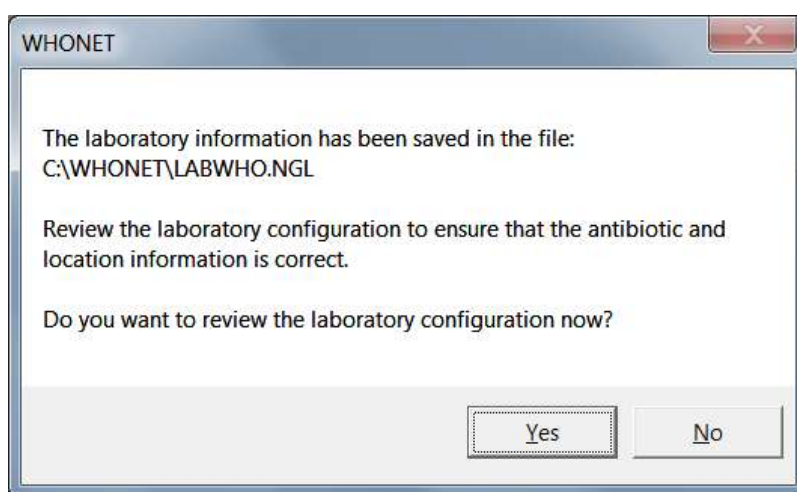 WHONET
The laboratory information has been saved in the file:
C:\WHONET\LABWHO.NGL
Review the laboratory configuration to ensure that the antibiotic and
location information is correct.
Do you want to review the laboratory configuration now?
Yes
No